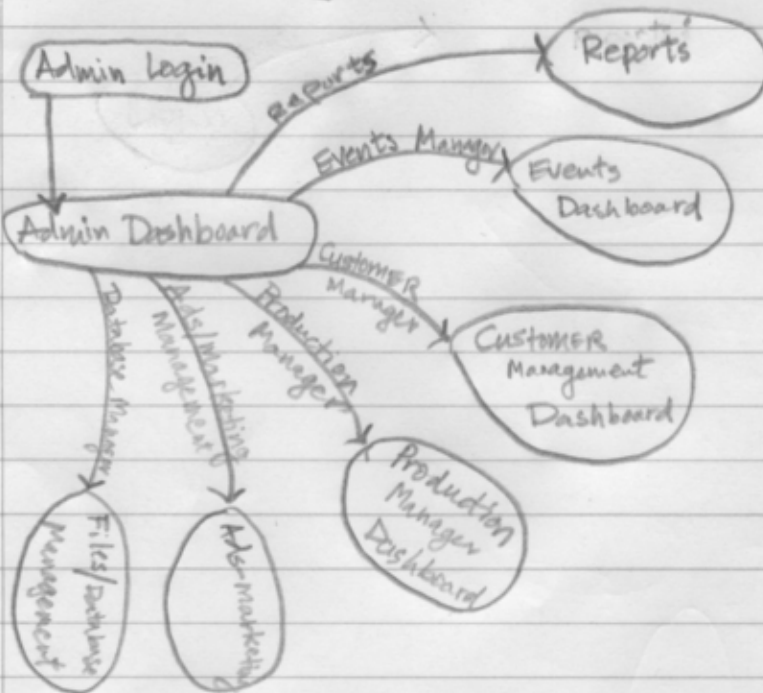 Admin Login
Reports
Reports
Events Manager
Events
Dashboard
Admin Dashboard
CustomER
Manager
CustomER
Management
Dashboard
Production
Manager
Production
Manager
Dashboard
Ads/Marketing
Management
Ads-Marketing
Database Manager
Files/Database
Management